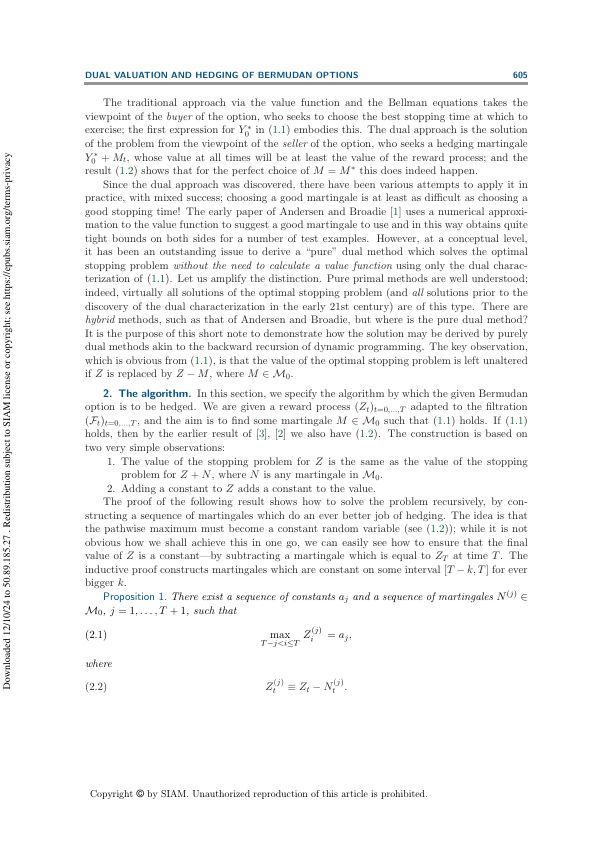 DUAL VALUATION AND HEDGING OF BERMUDAN OPTIONS 605
The traditional approach via the value function and the Bellman equations takes the
viewpoint of the buyer of the option, who seeks to choose the best stopping time at which to
exercise; the first expression for Y₀* in (1.1) embodies this. The dual approach is the solution
of the problem from the viewpoint of the seller of the option, who seeks a hedging martingale
Y₀* + Mₜ, whose value at all times will be at least the value of the reward process; and the
result (1.2) shows that for the perfect choice of M = M* this does indeed happen.
Since the dual approach was discovered, there have been various attempts to apply it in
practice, with mixed success; choosing a good martingale is at least as difficult as choosing a
good stopping time! The early paper of Andersen and Broadie [1] uses a numerical approxi-
mation to the value function to suggest a good martingale to use and in this way obtains quite
tight bounds on both sides for a number of test examples. However, at a conceptual level,
it has been an outstanding issue to derive a “pure” dual method which solves the optimal
stopping problem without the need to calculate a value function using only the dual charac-
terization of (1.1). Let us amplify the distinction. Pure primal methods are well understood;
indeed, virtually all solutions of the optimal stopping problem (and all solutions prior to the
discovery of the dual characterization in the early 21st century) are of this type. There are
hybrid methods, such as that of Andersen and Broadie, but where is the pure dual method?
It is the purpose of this short note to demonstrate how the solution may be derived by purely
dual methods akin to the backward recursion of dynamic programming. The key observation,
which is obvious from (1.1), is that the value of the optimal stopping problem is left unaltered
if Z is replaced by Z − M, where M ∈ ℳ₀.
2. The algorithm. In this section, we specify the algorithm by which the given Bermudan
option is to be hedged. We are given a reward process (Zₜ)ₜ₌₀,...,T adapted to the filtration
(ℱₜ)ₜ₌₀,...,T, and the aim is to find some martingale M ∈ ℳ₀ such that (1.1) holds. If (1.1)
holds, then by the earlier result of [3], [2] we also have (1.2). The construction is based on
two very simple observations:
1. The value of the stopping problem for Z is the same as the value of the stopping
problem for Z + N, where N is any martingale in ℳ₀.
2. Adding a constant to Z adds a constant to the value.
The proof of the following result shows how to solve the problem recursively, by con-
structing a sequence of martingales which do an ever better job of hedging. The idea is that
the pathwise maximum must become a constant random variable (see (1.2)); while it is not
obvious how we shall achieve this in one go, we can easily see how to ensure that the final
value of Z is a constant—by subtracting a martingale which is equal to Z_T at time T. The
inductive proof constructs martingales which are constant on some interval [T − k, T] for ever
bigger k.
Proposition 1. There exist a sequence of constants aⱼ and a sequence of martingales N^(j) ∈
ℳ₀, j = 1, . . . , T + 1, such that
(2.1) max_{T−j<i≤T} Z_i^(j) = aⱼ,
where
(2.2) Z_t^(j) ≡ Z_t − N_t^(j).
Copyright © by SIAM. Unauthorized reproduction of this article is prohibited.
Downloaded 12/10/24 to 50.89.185.27 . Redistribution subject to SIAM license or copyright; see https://epubs.siam.org/terms-privacy